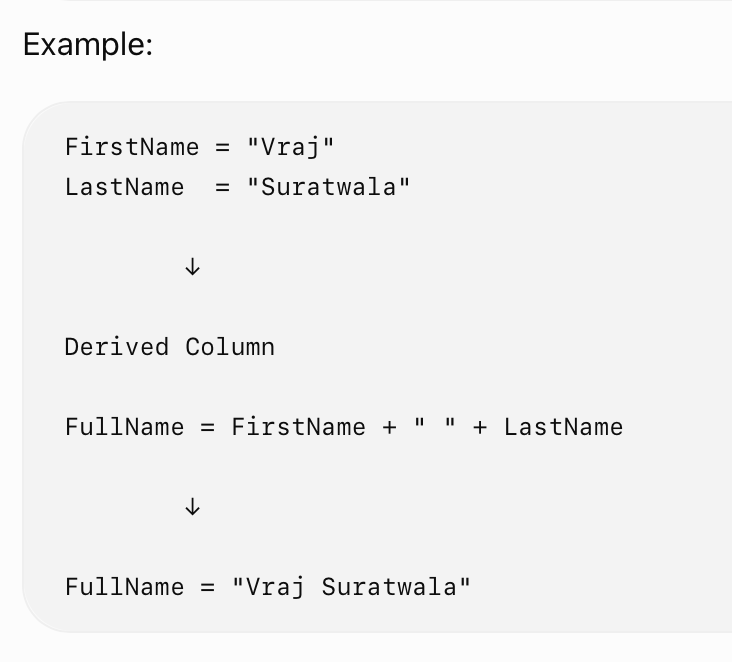 Example:
FirstName = "Vraj"
LastName  = "Suratwala"
↓
Derived Column
FullName = FirstName + " " + LastName
↓
FullName = "Vraj Suratwala"